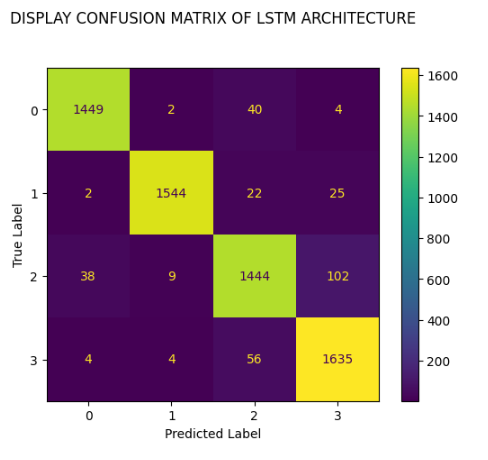 DISPLAY CONFUSION MATRIX OF LSTM ARCHITECTURE
0 1449 2 40 4
1 2 1544 22 25
2 38 9 1444 102
3 4 4 56 1635
0 1 2 3
True Label
Predicted Label
1600
1400
1200
1000
800
600
400
200